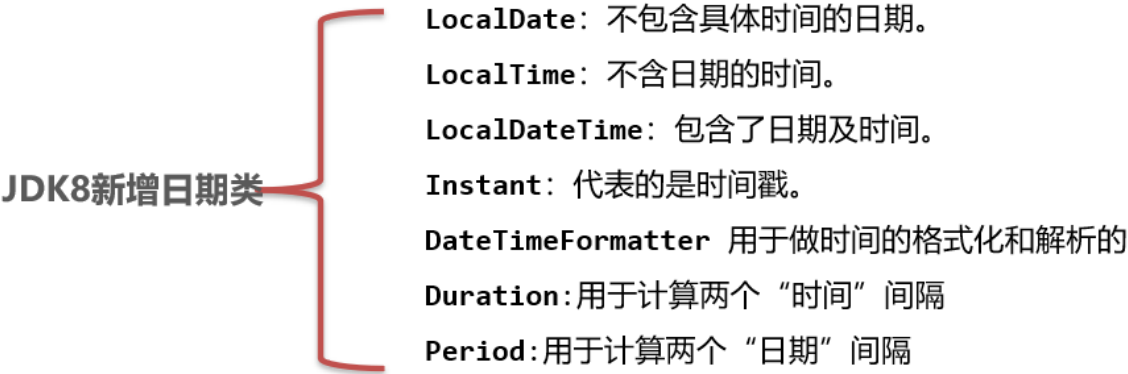 JDK8新增日期类
LocalDate：不包含具体时间的日期。
LocalTime：不含日期的时间。
LocalDateTime：包含了日期及时间。
Instant：代表的是时间戳。
DateTimeFormatter 用于做时间的格式化和解析的
Duration:用于计算两个“时间”间隔
Period:用于计算两个“日期”间隔